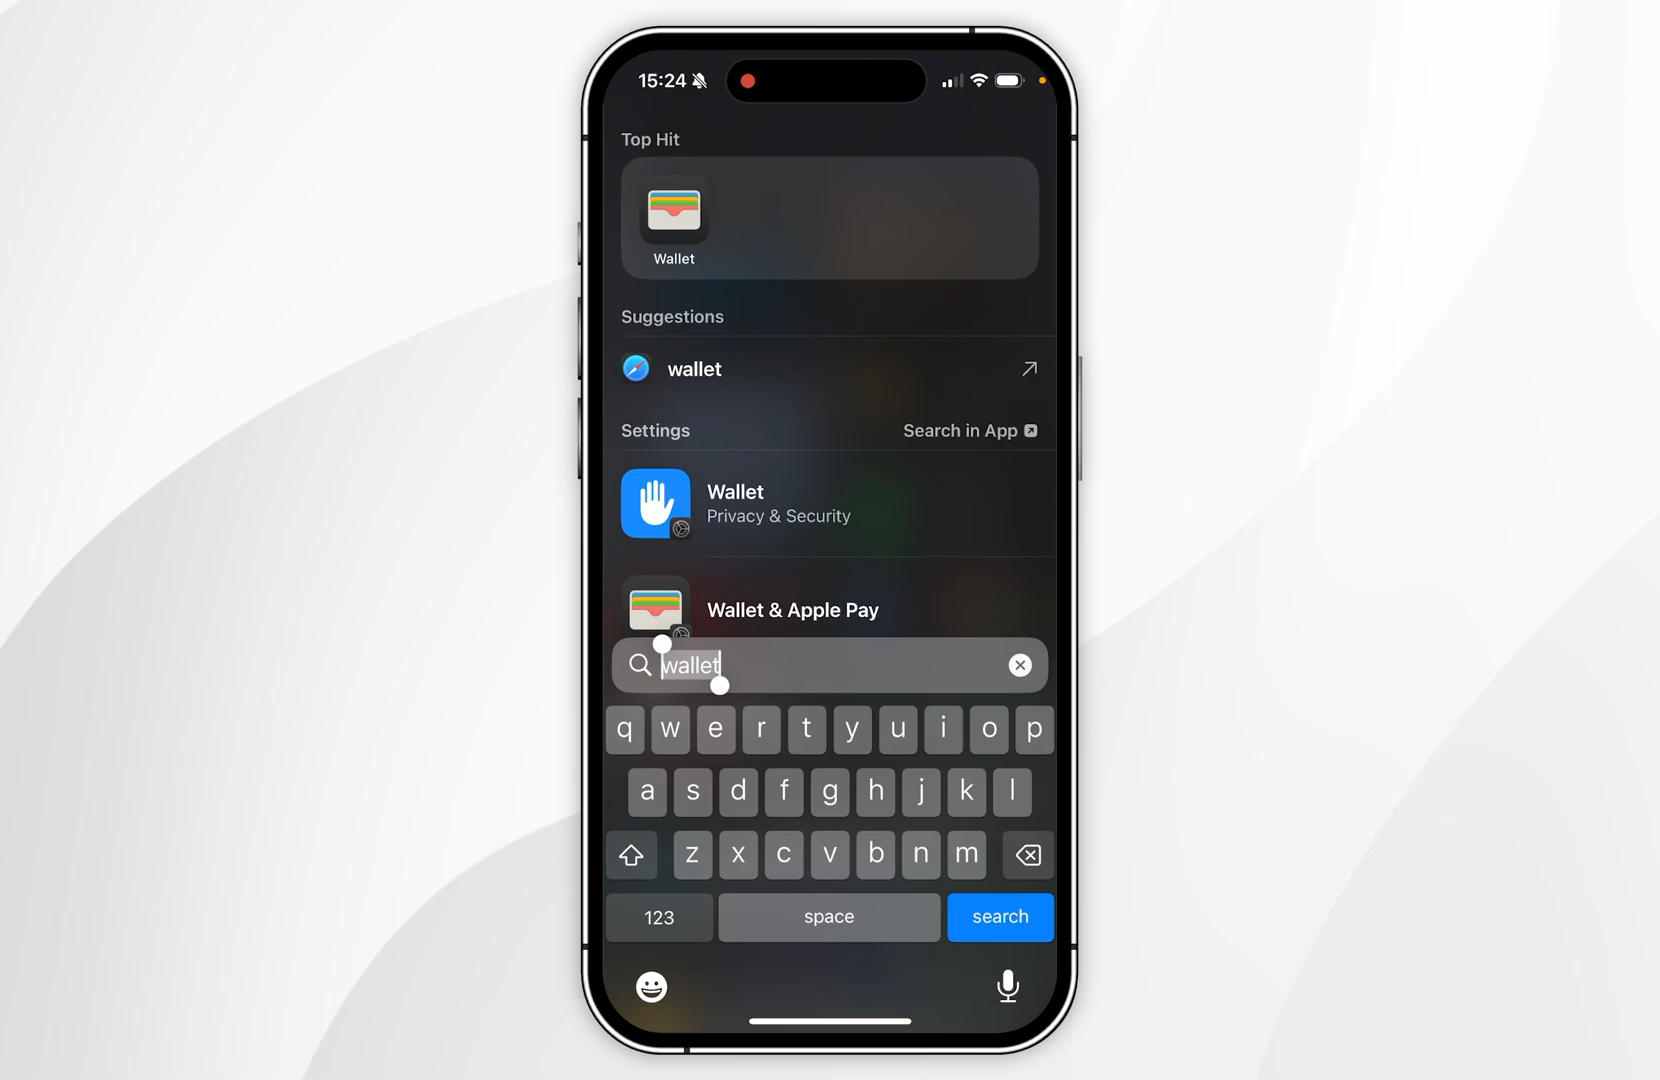 15:24
Top Hit
Wallet
Suggestions
wallet
Settings
Search in App
Wallet
Privacy & Security
Wallet & Apple Pay
wallet
q w e r t y u i o p
a s d f g h j k l
z x c v b n m
123 space search